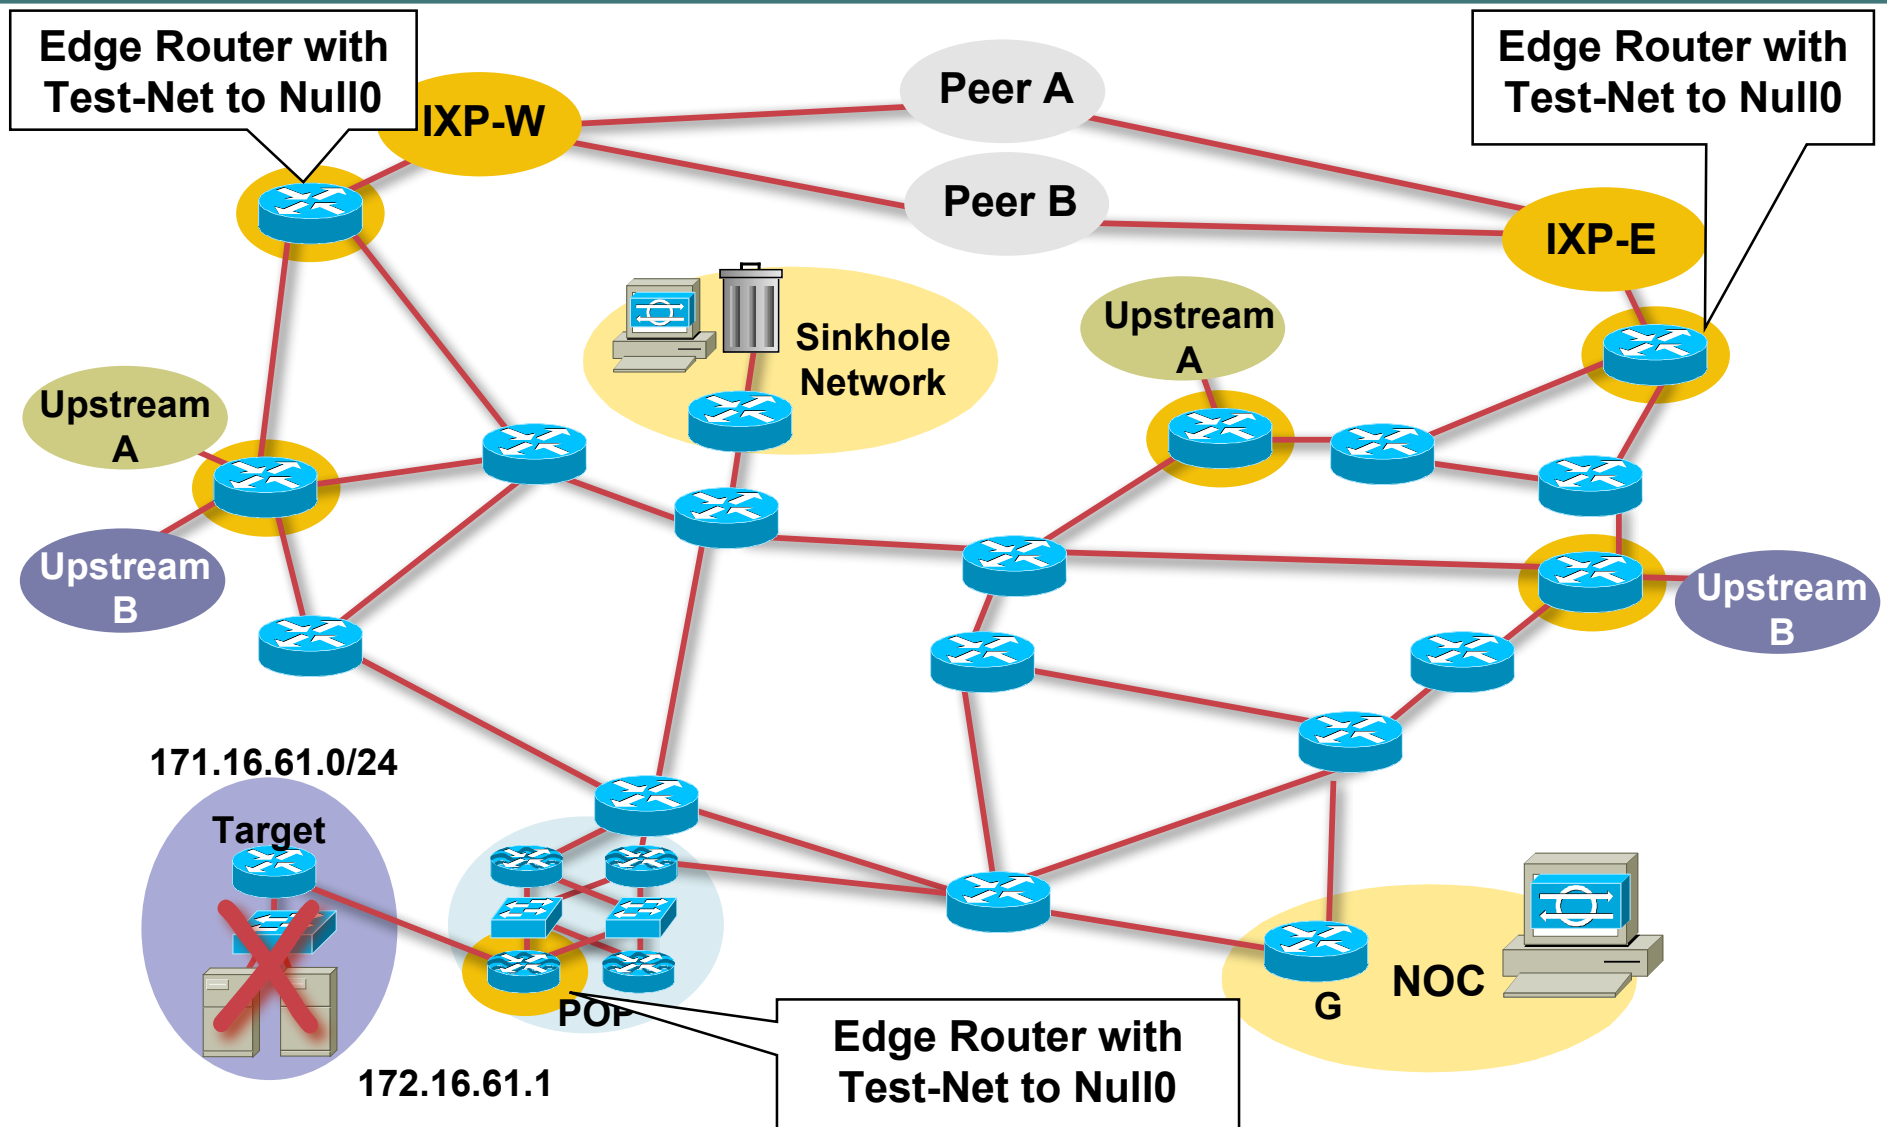 Edge Router with
Test-Net to Null0
IXP-W
Peer A
Edge Router with
Test-Net to Null0
Peer B
IXP-E
Sinkhole
Network
Upstream
A
Upstream
A
Upstream
B
Upstream
B
171.16.61.0/24
Target
POP
G
NOC
Edge Router with
Test-Net to Null0
172.16.61.1